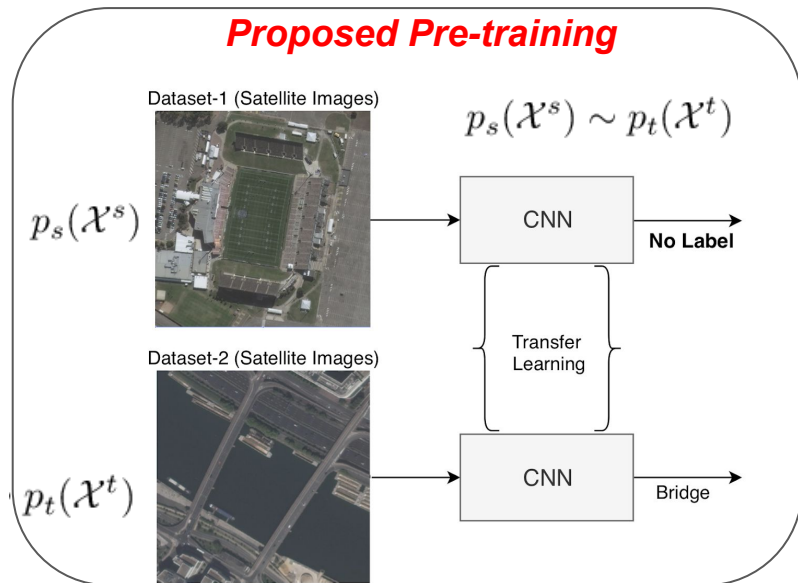 Proposed Pre-training
Dataset-1 (Satellite Images)
p_s(𝒳^s) ∼ p_t(𝒳^t)
p_s(𝒳^s)
CNN
No Label
Transfer
Learning
Dataset-2 (Satellite Images)
p_t(𝒳^t)
CNN
Bridge